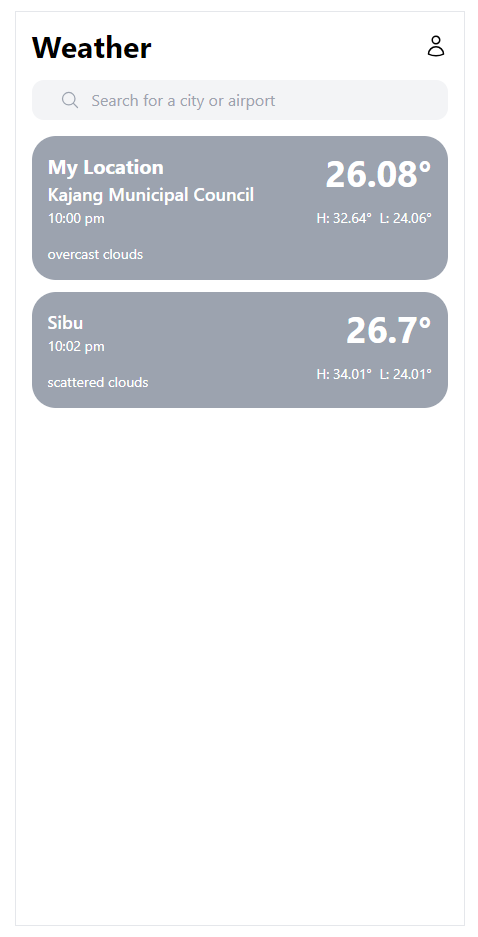 Weather
Search for a city or airport
My Location
Kajang Municipal Council
10:00 pm
overcast clouds
26.08°
H: 32.64° L: 24.06°
Sibu
10:02 pm
scattered clouds
26.7°
H: 34.01° L: 24.01°